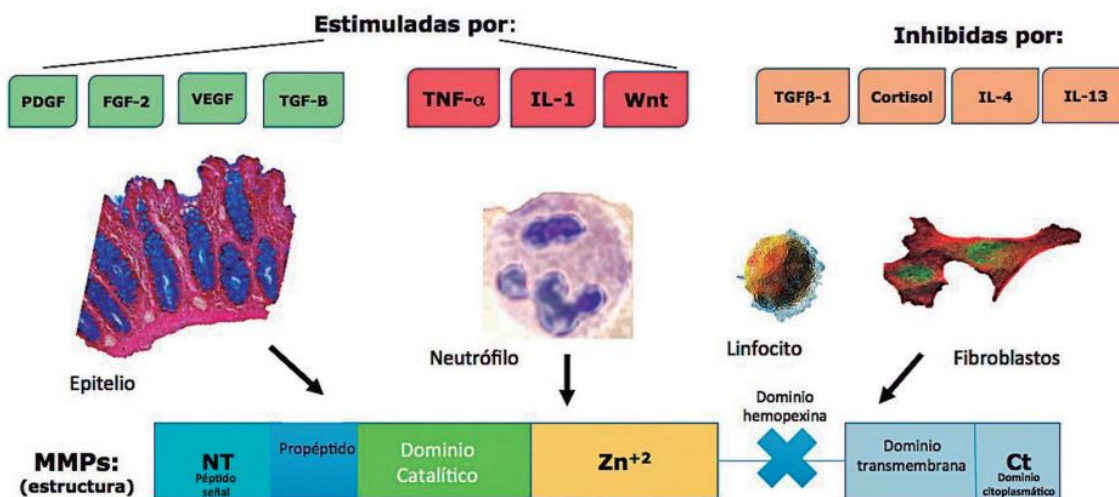 Estimuladas por:
Inhibidas por:
PDGF
FGF-2
VEGF
TGF-B
TNF-α
IL-1
Wnt
TGFβ-1
Cortisol
IL-4
IL-13
Epitelio
Neutrófilo
Linfocito
Fibroblastos
MMPs:
(estructura)
NT
Péptido
señal
Propéptido
Dominio
Catalítico
Zn+2
Dominio
hemopexina
Dominio
transmembrana
Ct
Dominio
citoplasmático